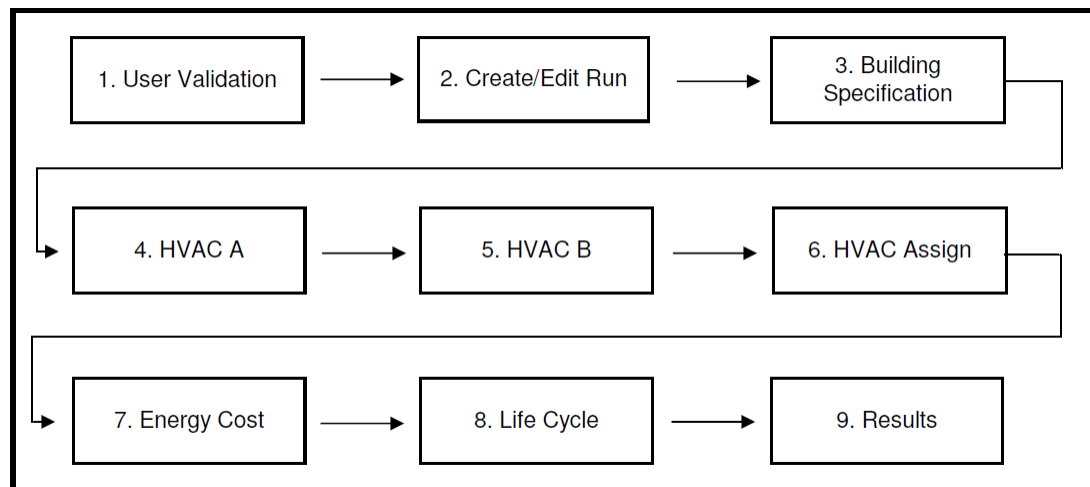 1. User Validation
2. Create/Edit Run
3. Building
Specification
4. HVAC A
5. HVAC B
6. HVAC Assign
7. Energy Cost
8. Life Cycle
9. Results